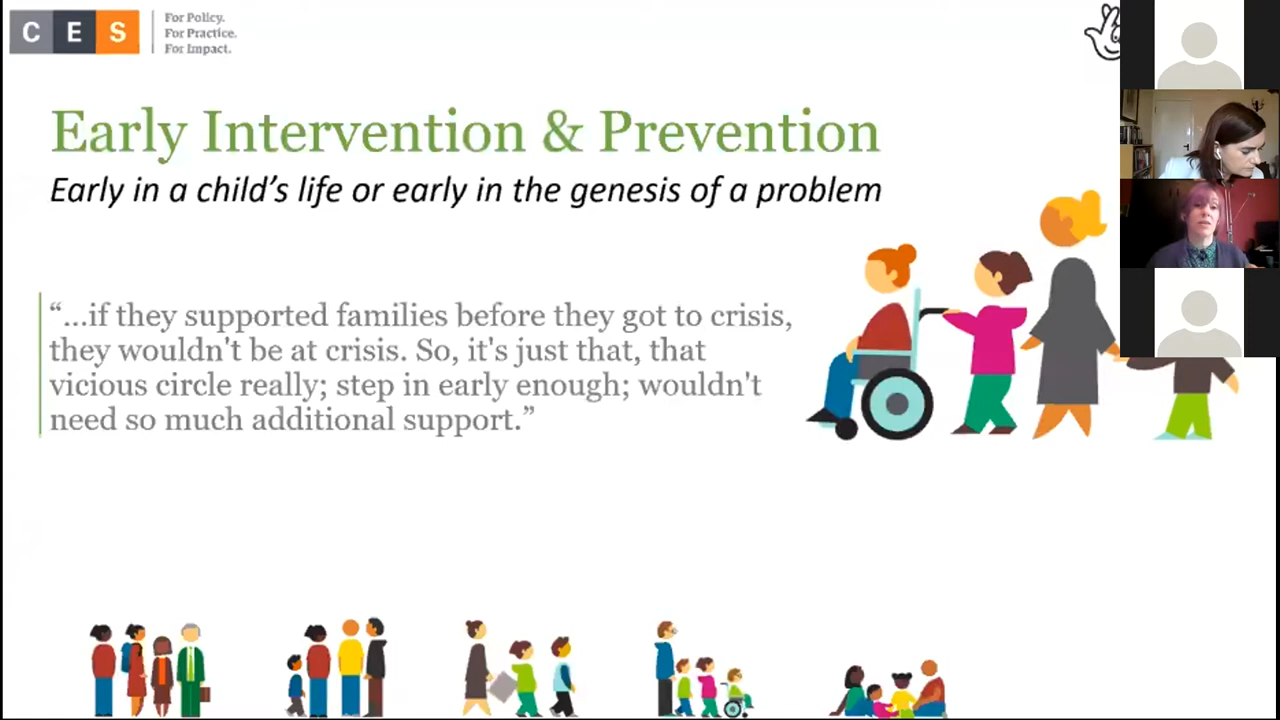 CES
For Policy.
For Practice.
For Impact.
Early Intervention & Prevention
Early in a child’s life or early in the genesis of a problem
“...if they supported families before they got to crisis,
they wouldn't be at crisis. So, it's just that, that
vicious circle really; step in early enough; wouldn't
need so much additional support.”